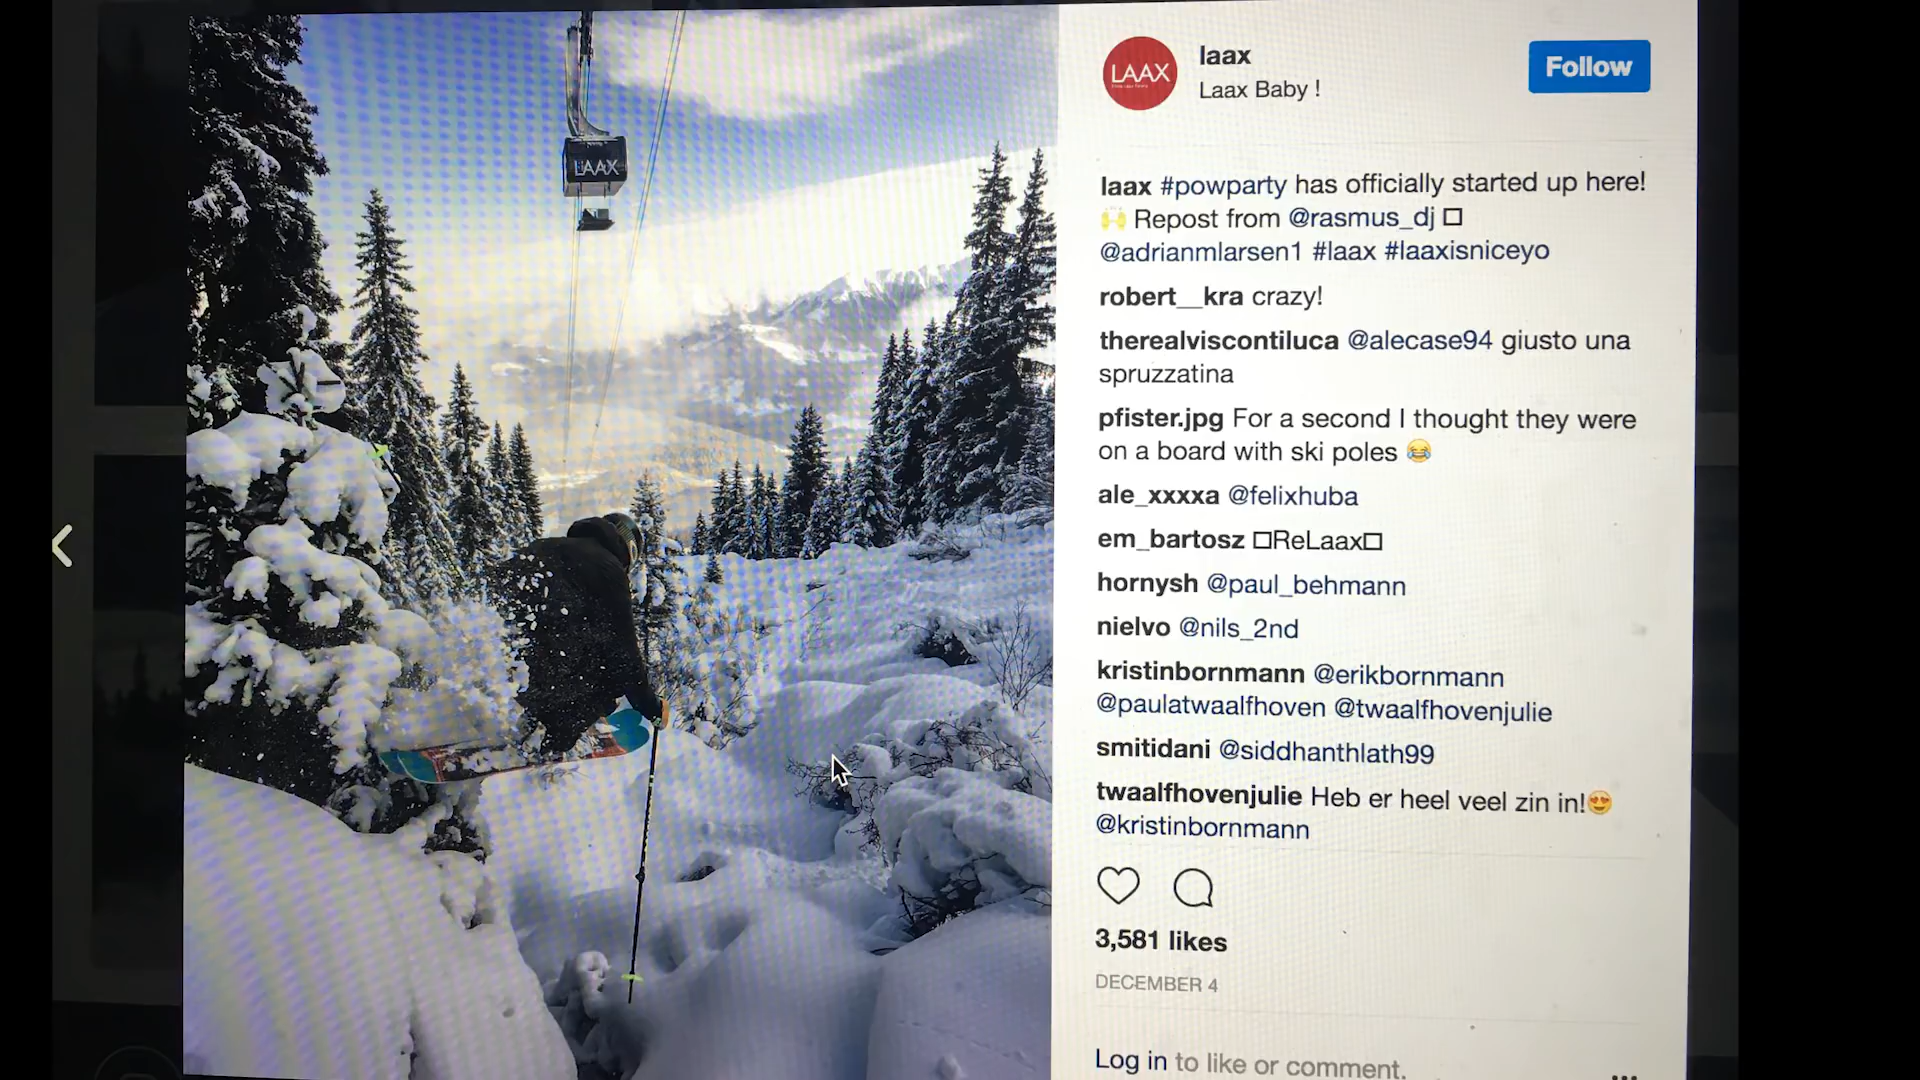 LAAX
LAAX
laax
Laax Baby !
Follow
laax #powparty has officially started up here!
🙌 Repost from @rasmus_dj □
@adrianmlarsen1 #laax #laaxisniceyo
robert__kra crazy!
therealviscontiluca @alecase94 giusto una
spruzzatina
pfister.jpg For a second I thought they were
on a board with ski poles 😂
ale_xxxxa @felixhuba
em_bartosz □ReLaax□
hornysh @paul_behmann
nielvo @nils_2nd
kristinbornmann @erikbornmann
@paulatwaalfhoven @twaalfhovenjulie
smitidani @siddhanthlath99
twaalfhovenjulie Heb er heel veel zin in!😍
@kristinbornmann
3,581 likes
DECEMBER 4
Log in to like or comment.